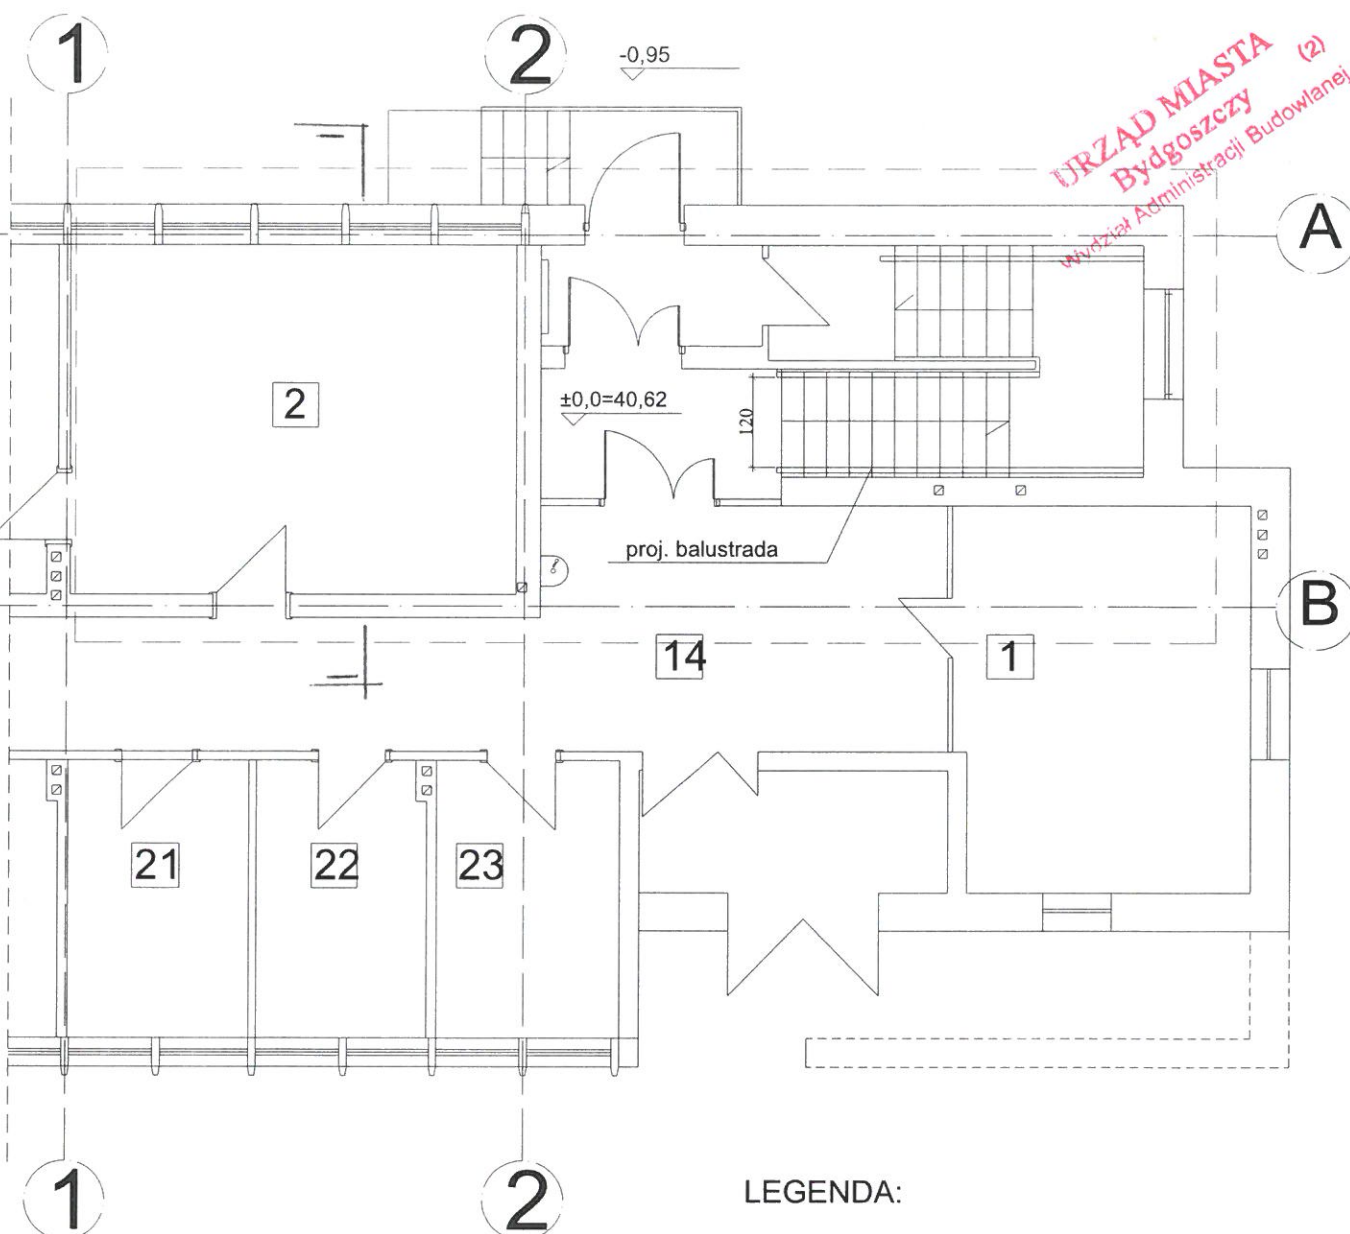 1
2
-0,95
URZĄD MIASTA (2)
Bydgoszczy
Wydział Administracji Budowlanej
A
2
±0,0=40,62
120
proj. balustrada
B
14
1
21
22
23
1
2
LEGENDA: